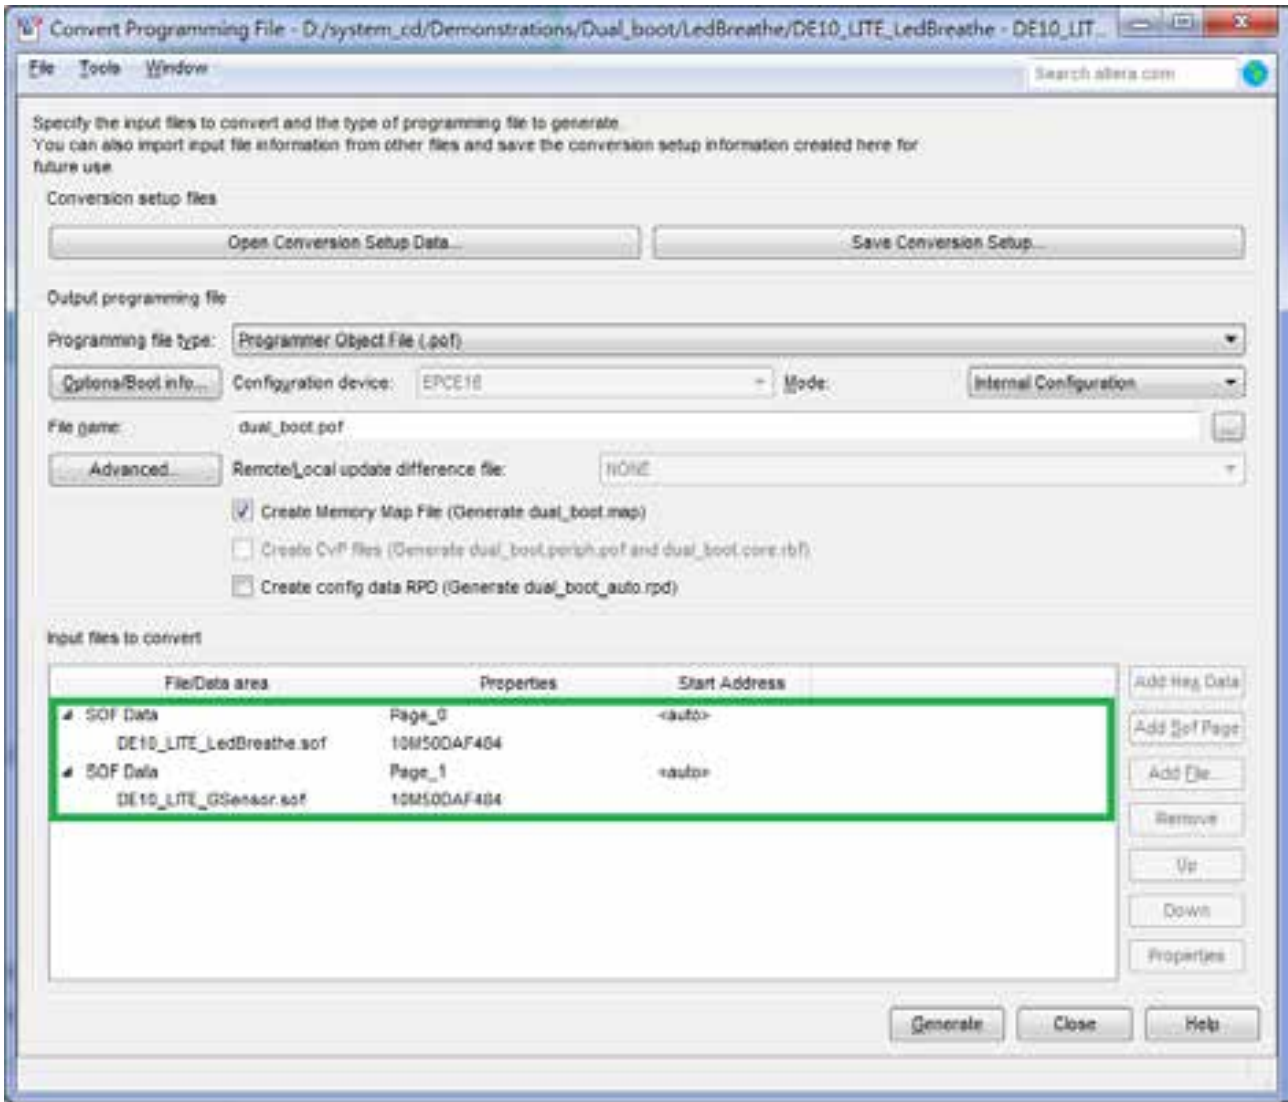 Convert Programming File - D:/system_cd/Demonstrations/Dual_boot/LedBreathe/DE10_LITE_LedBreathe - DE10_LIT...
File Tools Window
Search altera.com
Specify the input files to convert and the type of programming file to generate.
You can also import input file information from other files and save the conversion setup information created here for
future use.
Conversion setup files
Open Conversion Setup Data... Save Conversion Setup...
Output programming file
Programming file type: Programmer Object File (.pof)
Options/Boot info... Configuration device: EPCE16 Mode: Internal Configuration
File name: dual_boot.pof ...
Advanced... Remote/Local update difference file: NONE
Create Memory Map File (Generate dual_boot.map)
Create CvP files (Generate dual_boot.periph.pof and dual_boot.core.rbf)
Create config data RPD (Generate dual_boot_auto.rpd)
Input files to convert
File/Data area Properties Start Address
SOF Data Page_0 <auto>
DE10_LITE_LedBreathe.sof 10M50DAF484
SOF Data Page_1 <auto>
DE10_LITE_GSensor.sof 10M50DAF484
Add Hex Data
Add Sof Page
Add File...
Remove
Up
Down
Properties
Generate Close Help